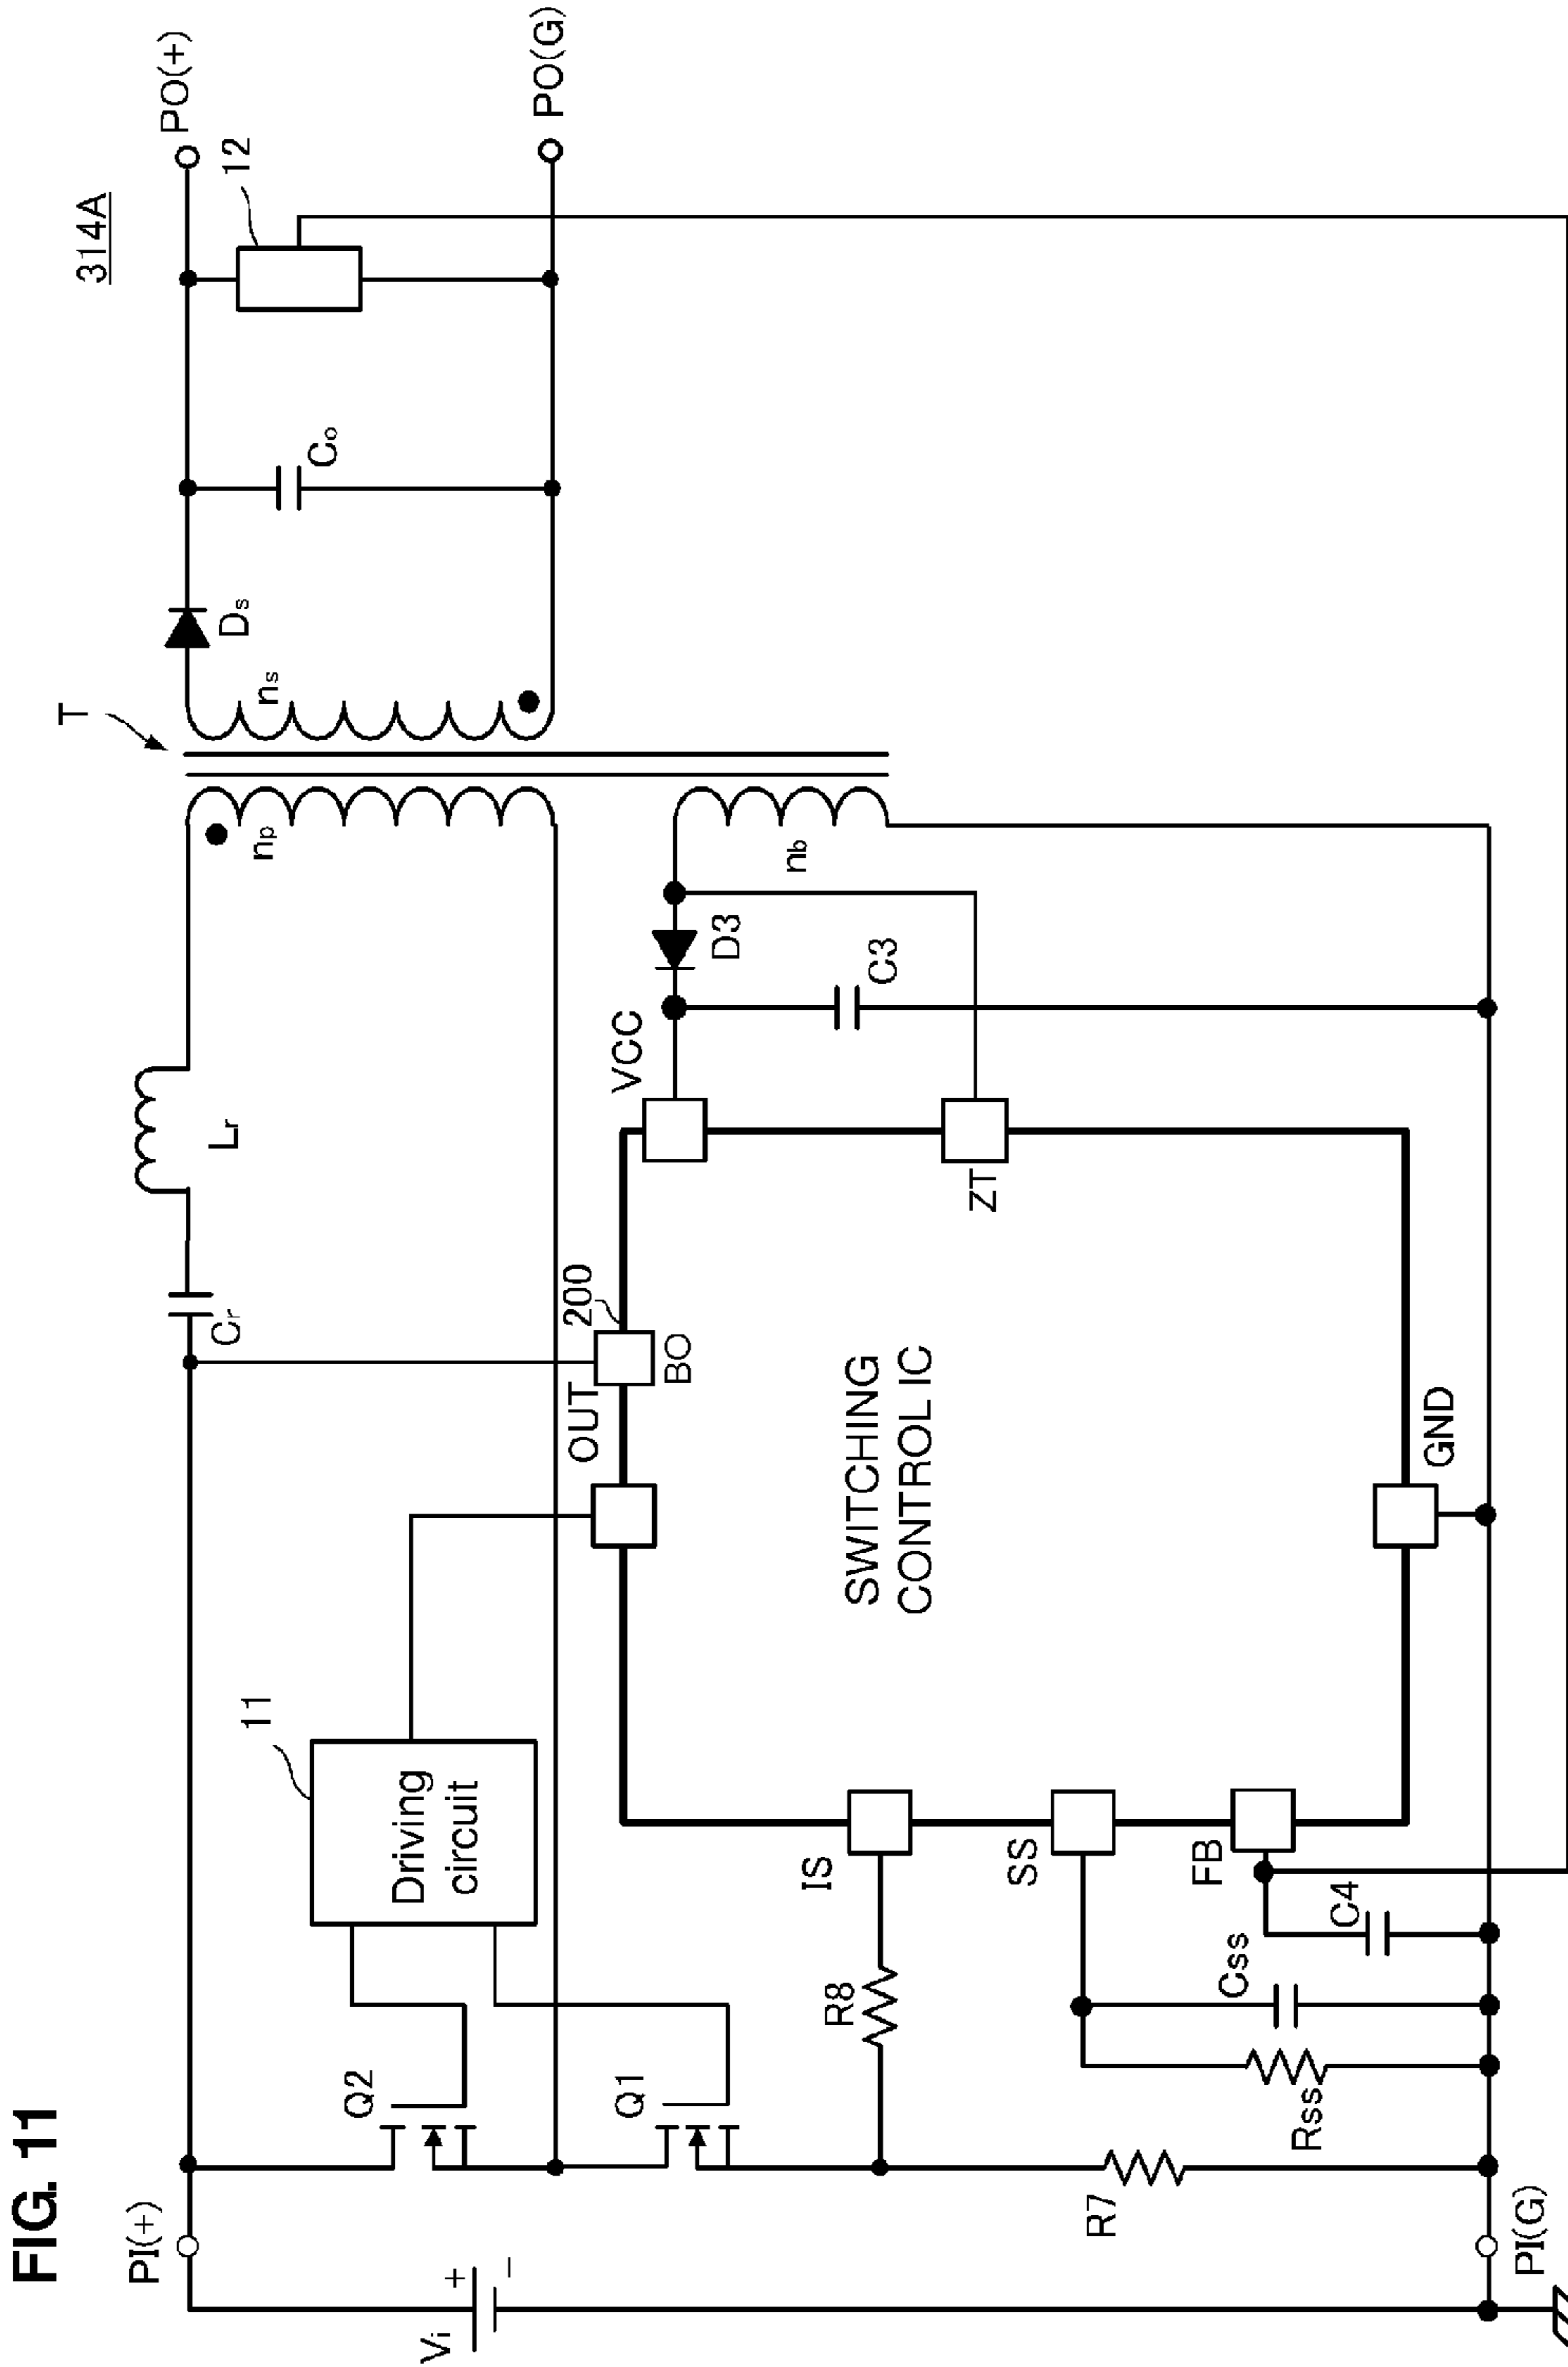 FIG. 11
314A
T
PI(+)
Cr
Lr
np
ns
Ds
Co
12
PO(+)
Vi
+
−
Q2
11
Driving
circuit
OUT
200
BO
VCC
D3
nb
PO(G)
Q1
R8
IS
SWITCHING
CONTROL IC
ZT
C3
SS
FB
R7
Rss
Css
C4
GND
PI(G)